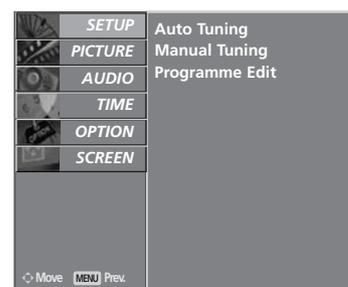 SETUP
PICTURE
AUDIO
TIME
OPTION
SCREEN
Auto Tuning
Manual Tuning
Programme Edit
Move MENU Prev.